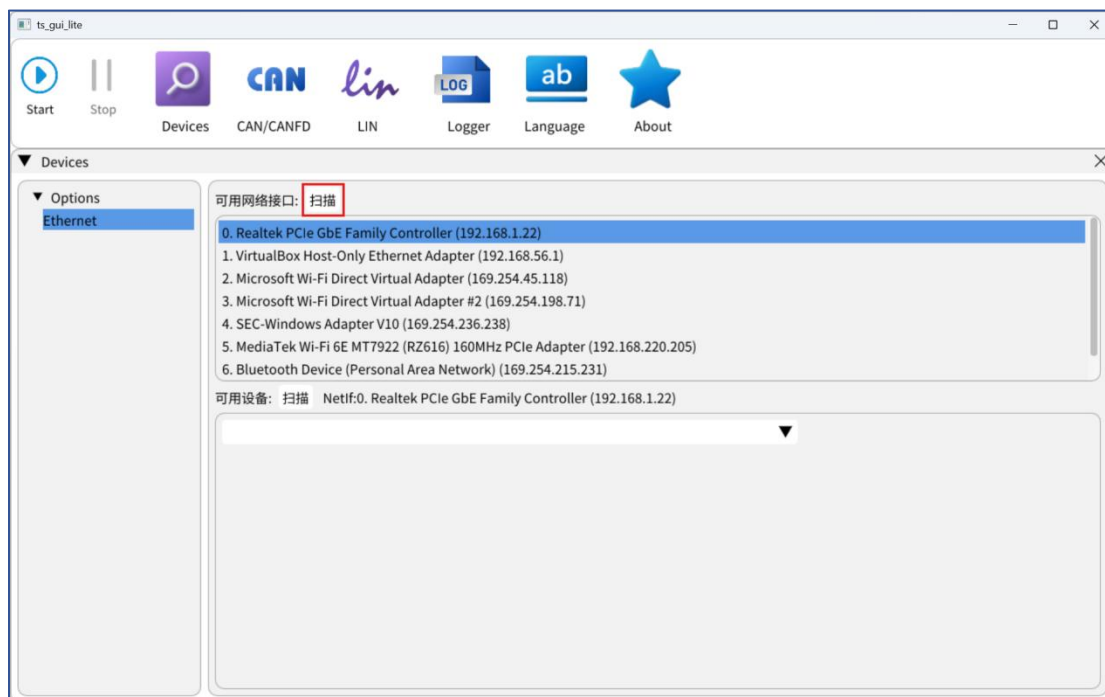 ts_gui_lite
Start
Stop
Devices
CAN
CAN/CANFD
lin
LIN
LOG
Logger
ab
Language
About
Devices
Options
Ethernet
可用网络接口: 扫描
0. Realtek PCIe GbE Family Controller (192.168.1.22)
1. VirtualBox Host-Only Ethernet Adapter (192.168.56.1)
2. Microsoft Wi-Fi Direct Virtual Adapter (169.254.45.118)
3. Microsoft Wi-Fi Direct Virtual Adapter #2 (169.254.198.71)
4. SEC-Windows Adapter V10 (169.254.236.238)
5. MediaTek Wi-Fi 6E MT7922 (RZ616) 160MHz PCIe Adapter (192.168.220.205)
6. Bluetooth Device (Personal Area Network) (169.254.215.231)
可用设备: 扫描 NetIf:0. Realtek PCIe GbE Family Controller (192.168.1.22)